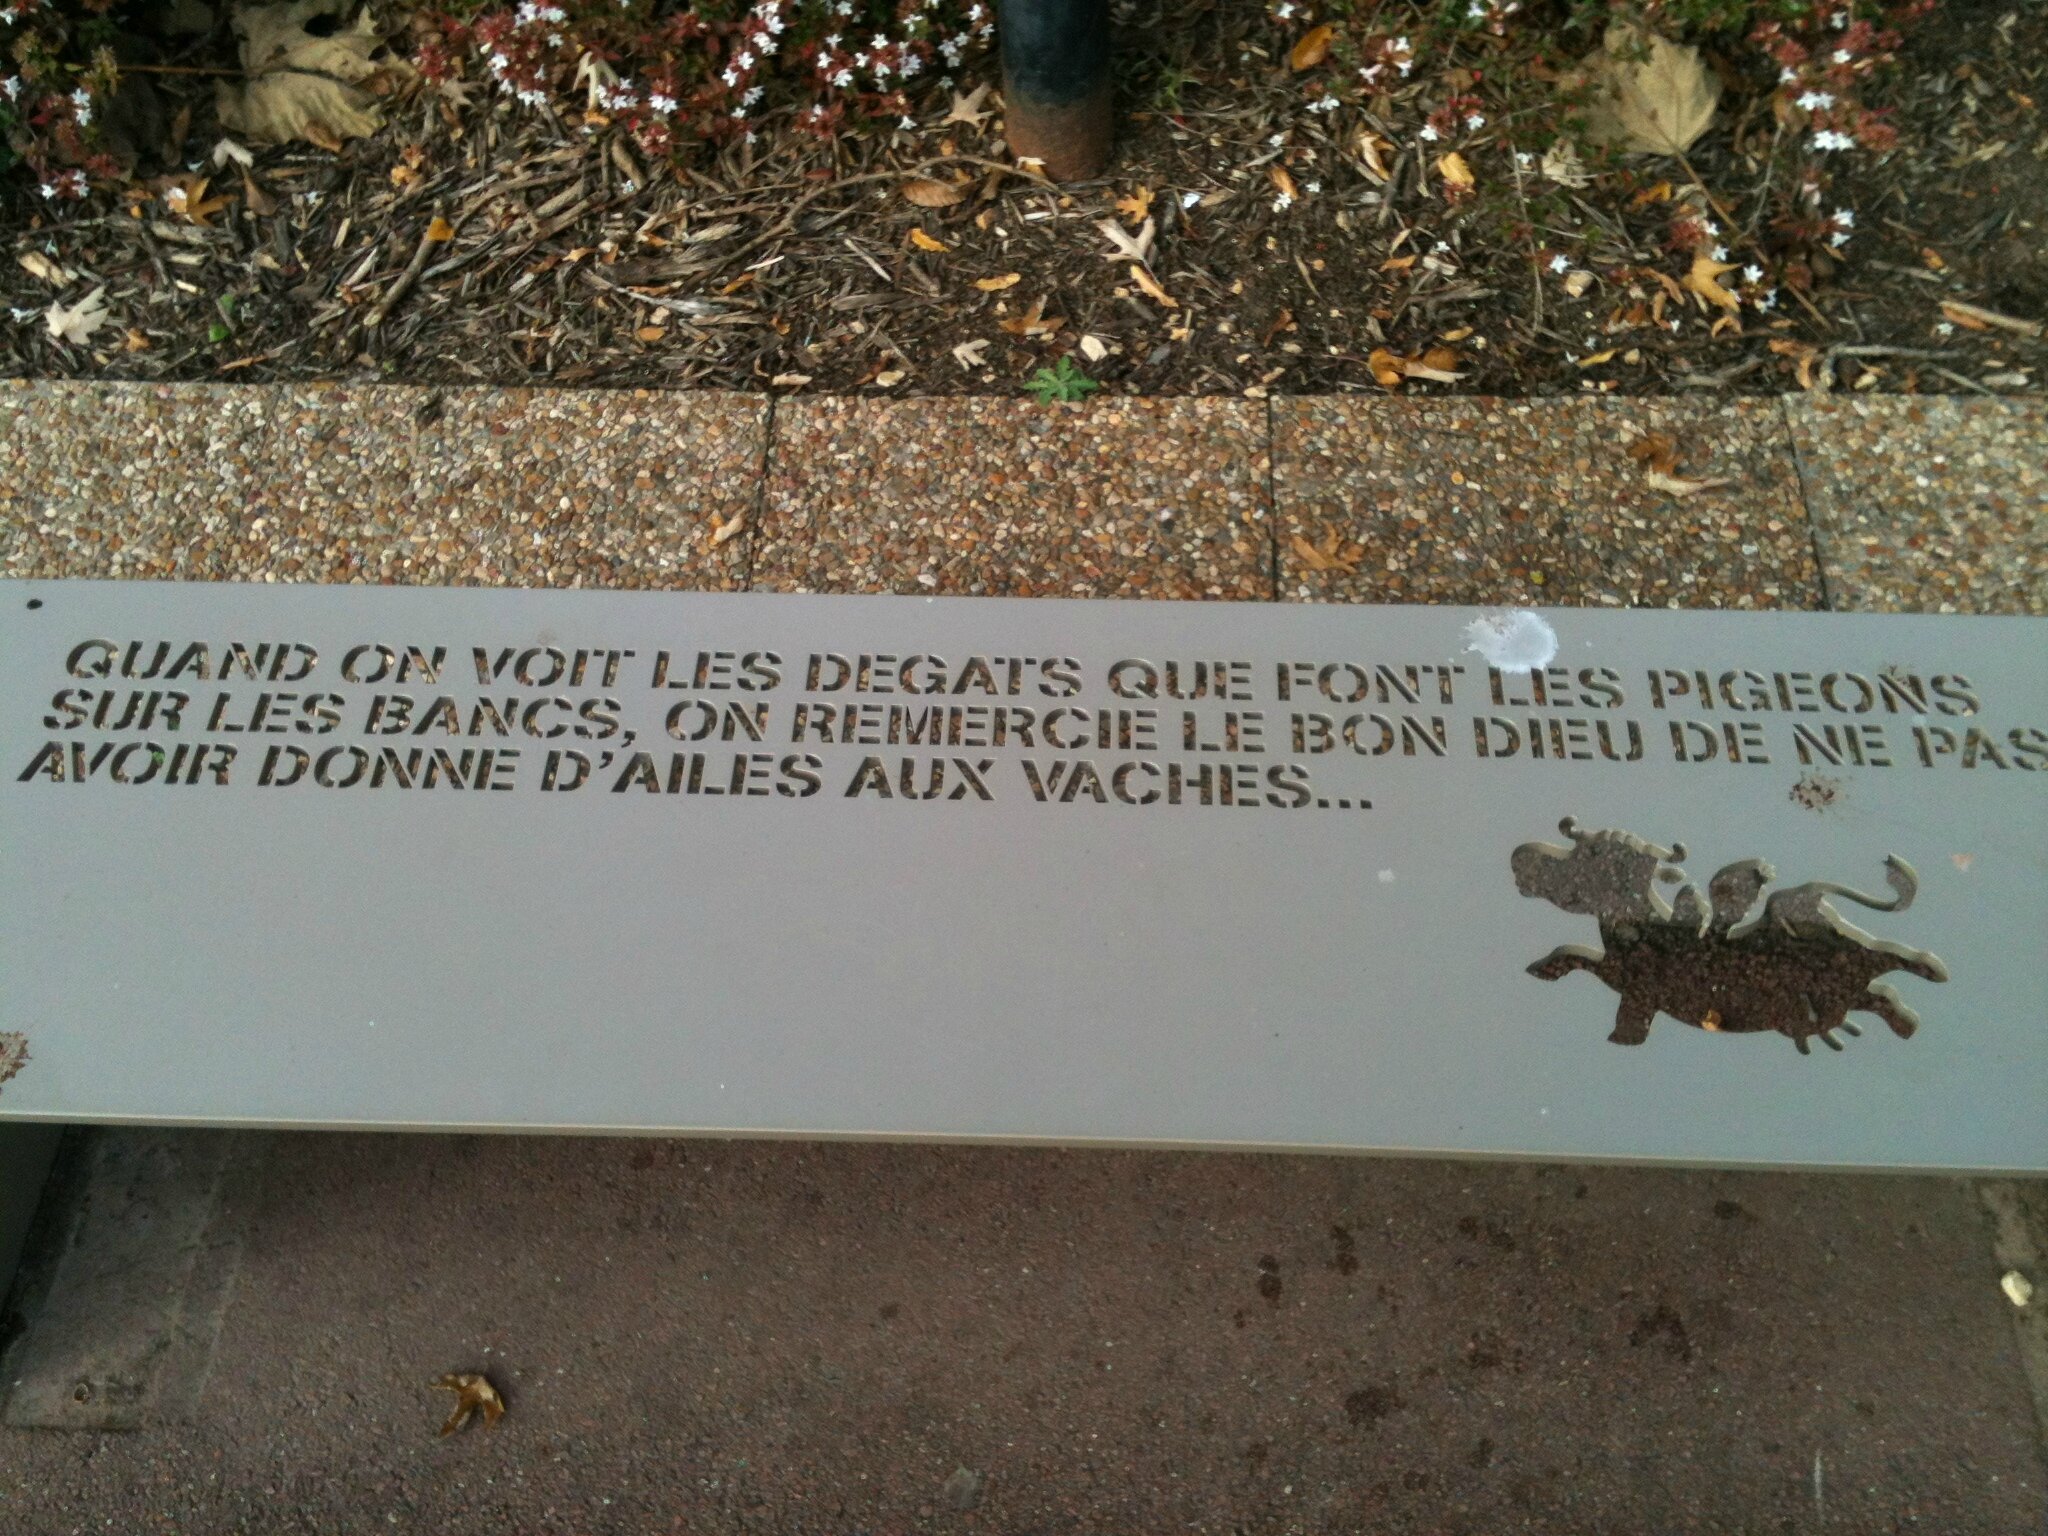 QUAND ON VOIT LES DEGATS QUE FONT LES PIGEONS
SUR LES BANCS, ON REMERCIE LE BON DIEU DE NE PAS
AVOIR DONNE D'AILES AUX VACHES...